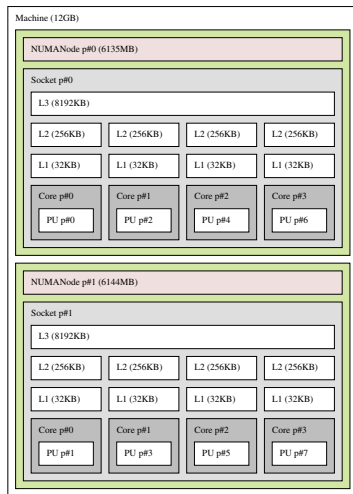 Machine (12GB)
NUMANode p#0 (6135MB)
Socket p#0
L3 (8192KB)
L2 (256KB) L2 (256KB) L2 (256KB) L2 (256KB)
L1 (32KB) L1 (32KB) L1 (32KB) L1 (32KB)
Core p#0 Core p#1 Core p#2 Core p#3
PU p#0 PU p#2 PU p#4 PU p#6
NUMANode p#1 (6144MB)
Socket p#1
L3 (8192KB)
L2 (256KB) L2 (256KB) L2 (256KB) L2 (256KB)
L1 (32KB) L1 (32KB) L1 (32KB) L1 (32KB)
Core p#0 Core p#1 Core p#2 Core p#3
PU p#1 PU p#3 PU p#5 PU p#7